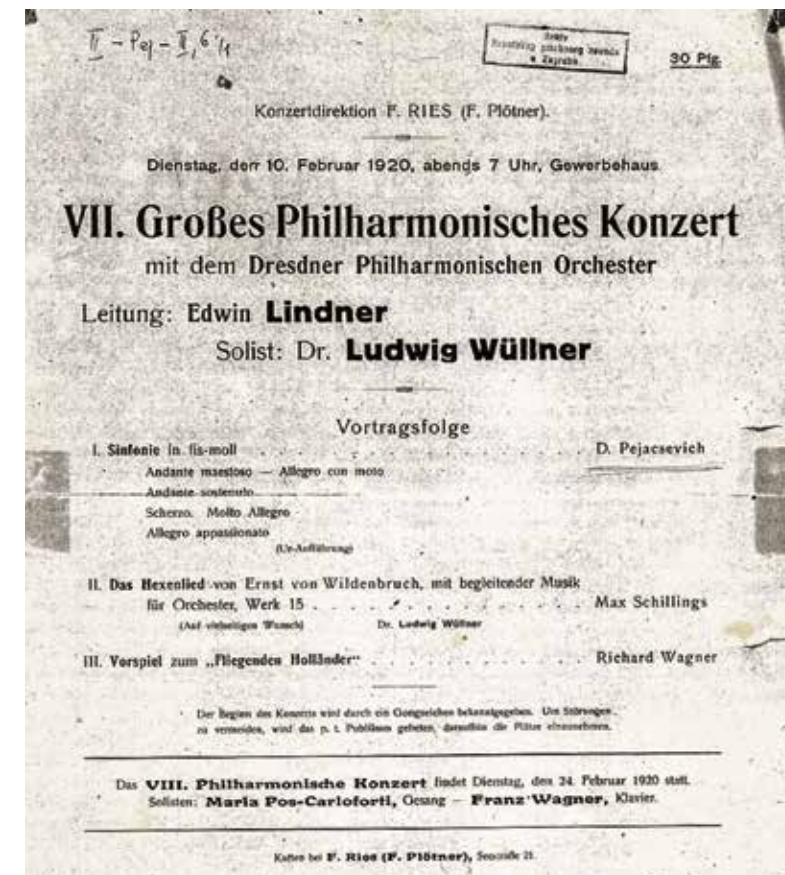 II – Pej – II, 6
30 Pfg.
Konzertdirektion F. RIES (F. Plötner).
Dienstag, den 10. Februar 1920, abends 7 Uhr, Gewerbehaus.
VII. Großes Philharmonisches Konzert
mit dem Dresdner Philharmonischen Orchester
Leitung: Edwin Lindner
Solist: Dr. Ludwig Wüllner
Vortragsfolge
I. Sinfonie in fis-moll . . . . . . . . . . . . . D. Pejacsevich
Andante maestoso — Allegro con moto
Andante sostenuto
Scherzo. Molto Allegro
Allegro appassionato
(Ur-Aufführung)
II. Das Hexenlied von Ernst von Wildenbruch, mit begleitender Musik
für Orchester, Werk 15 . . . . . . . . . . . . . Max Schillings
(Auf vielseitigen Wunsch) Dr. Ludwig Wüllner
III. Vorspiel zum „Fliegenden Holländer“ . . . . . . . . . . Richard Wagner
Der Beginn des Konzerts wird durch ein Gongzeichen bekanntgegeben. Um Störungen
zu vermeiden, wird das p. t. Publikum gebeten, daraufhin die Plätze einzunehmen.
Das VIII. Philharmonische Konzert findet Dienstag, den 24. Februar 1920 statt.
Solisten: Maria Pos-Carloforti, Gesang — Franz Wagner, Klavier.
Karten bei F. Ries (F. Plötner), Seestraße 21.